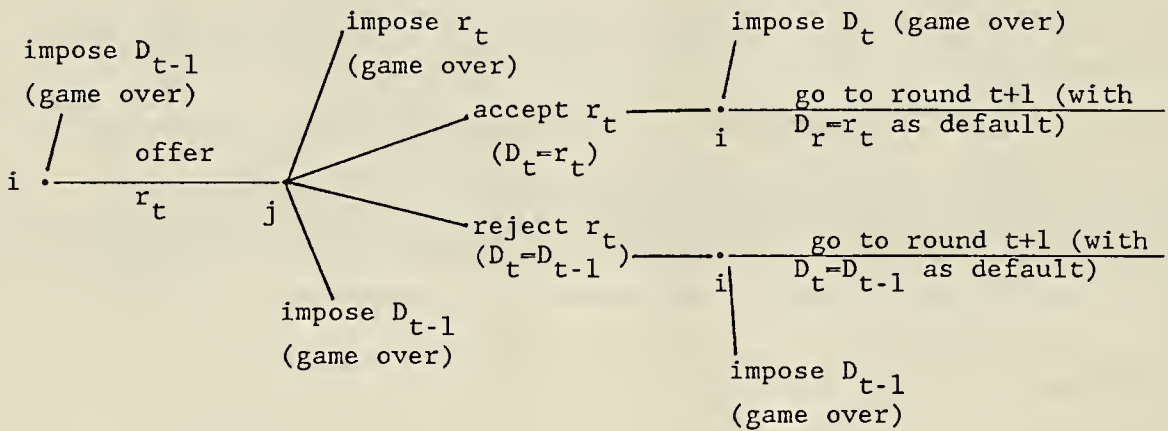 impose D_{t-1}
(game over)
i
offer
r_t
j
impose r_t
(game over)
accept r_t
(D_t=r_t)
reject r_t
(D_t=D_{t-1})
impose D_{t-1}
(game over)
impose D_t (game over)
i
go to round t+1 (with
D_r=r_t as default)
i
go to round t+1 (with
D_t=D_{t-1} as default)
impose D_{t-1}
(game over)